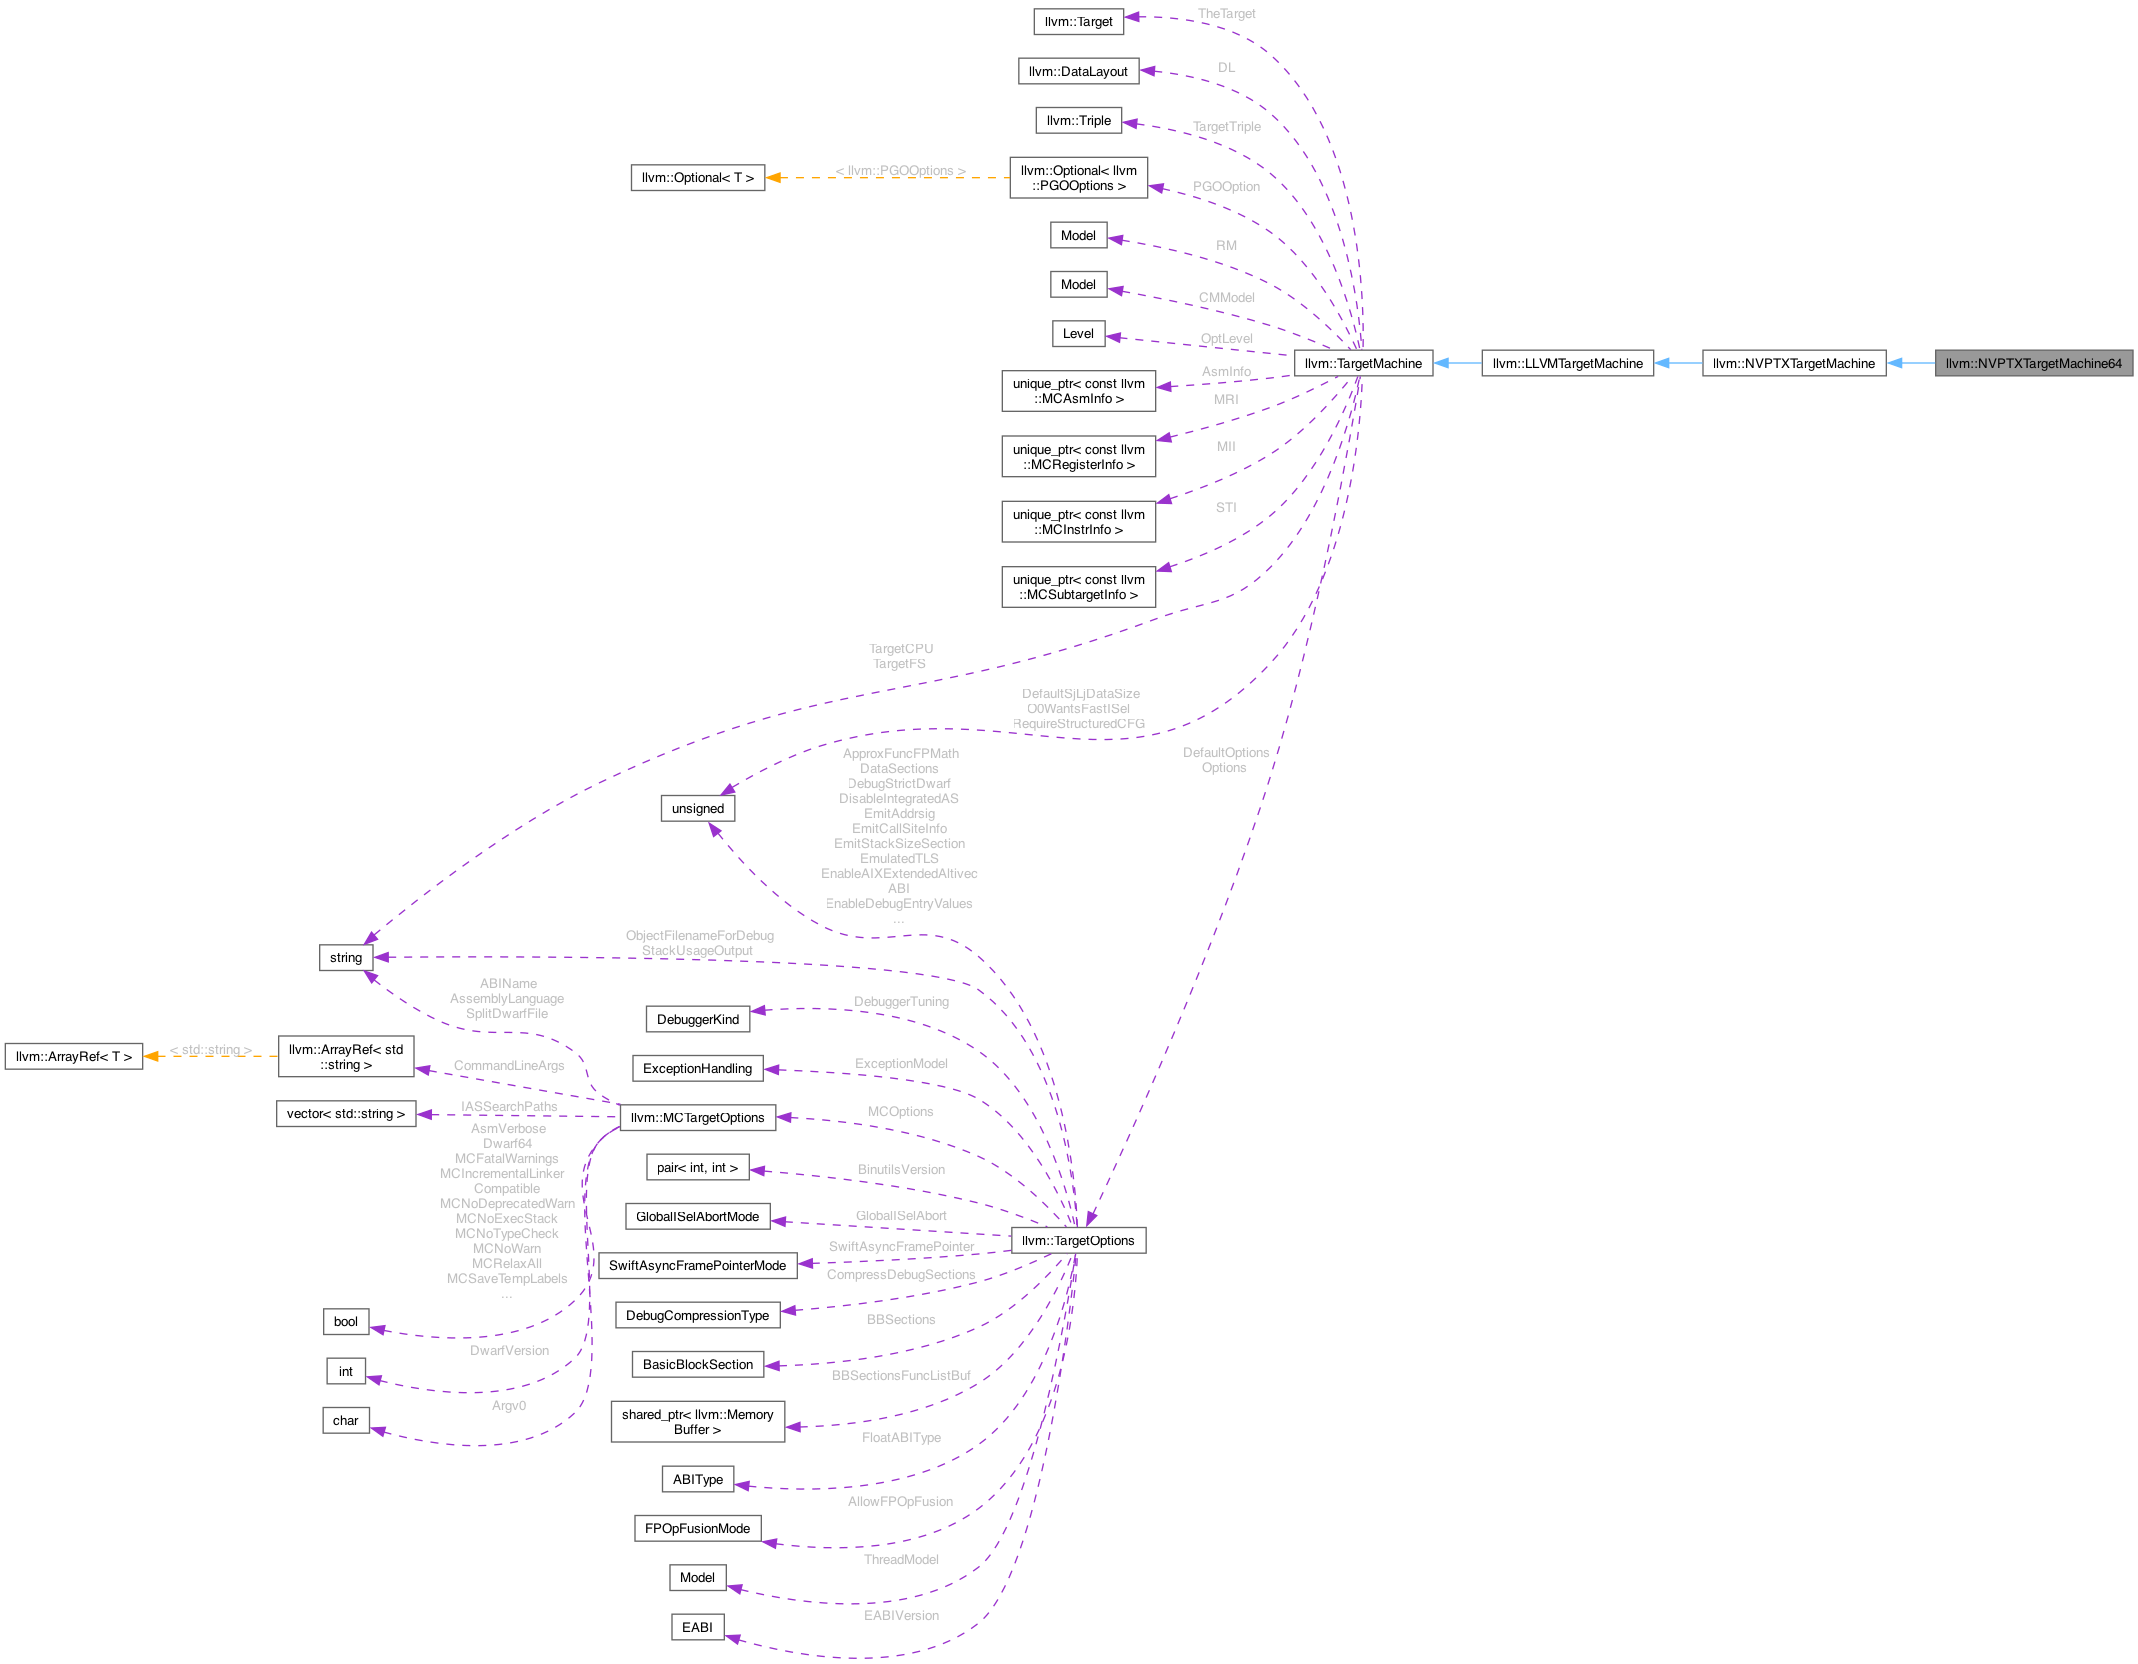 llvm::Target
TheTarget
llvm::DataLayout
DL
llvm::Triple
TargetTriple
llvm::Optional< T >
< llvm::PGOOptions >
llvm::Optional< llvm
::PGOOptions >
PGOOption
Model
RM
Model
CMModel
Level
OptLevel
llvm::TargetMachine
llvm::LLVMTargetMachine
llvm::NVPTXTargetMachine
llvm::NVPTXTargetMachine64
unique_ptr< const llvm
::MCAsmInfo >
AsmInfo
unique_ptr< const llvm
::MCRegisterInfo >
MRI
unique_ptr< const llvm
::MCInstrInfo >
MII
unique_ptr< const llvm
::MCSubtargetInfo >
STI
TargetCPU
TargetFS
DefaultSjLjDataSize
O0WantsFastISel
RequireStructuredCFG
DefaultOptions
Options
unsigned
ApproxFuncFPMath
DataSections
DebugStrictDwarf
DisableIntegratedAS
EmitAddrsig
EmitCallSiteInfo
EmitStackSizeSection
EmulatedTLS
EnableAIXExtendedAltivec
ABI
EnableDebugEntryValues
...
string
ObjectFilenameForDebug
StackUsageOutput
ABIName
AssemblyLanguage
SplitDwarfFile
DebuggerKind
DebuggerTuning
llvm::ArrayRef< T >
< std::string >
llvm::ArrayRef< std
::string >
CommandLineArgs
ExceptionHandling
ExceptionModel
vector< std::string >
IASSearchPaths
llvm::MCTargetOptions
MCOptions
AsmVerbose
Dwarf64
MCFatalWarnings
MCIncrementalLinker
Compatible
MCNoDeprecatedWarn
MCNoExecStack
MCNoTypeCheck
MCNoWarn
MCRelaxAll
MCSaveTempLabels
...
pair< int, int >
BinutilsVersion
GlobalISelAbortMode
GlobalISelAbort
llvm::TargetOptions
SwiftAsyncFramePointerMode
SwiftAsyncFramePointer
DebugCompressionType
CompressDebugSections
bool
BasicBlockSection
BBSections
int
DwarfVersion
shared_ptr< llvm::Memory
Buffer >
BBSectionsFuncListBuf
char
Argv0
ABIType
FloatABIType
FPOpFusionMode
AllowFPOpFusion
Model
ThreadModel
EABI
EABIVersion